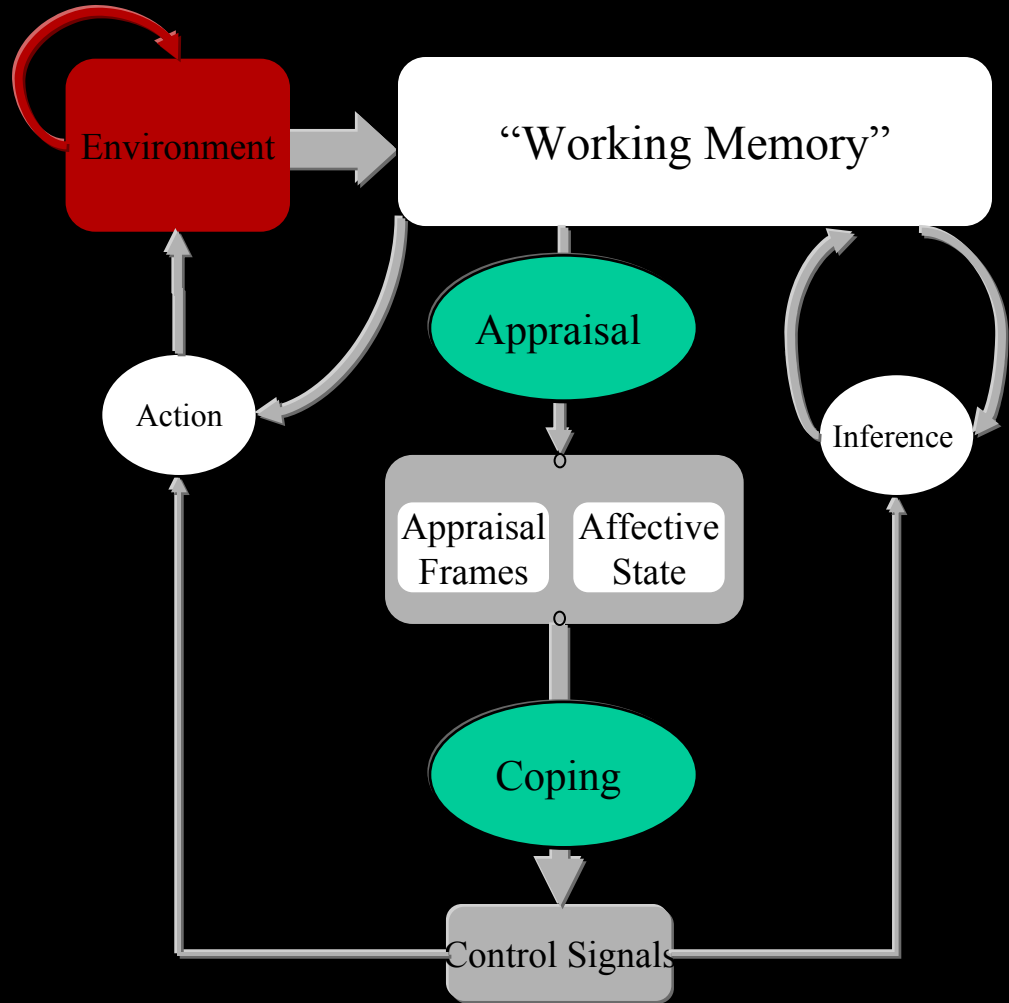 Environment
“Working Memory”
Appraisal
Action
Inference
Appraisal
Frames
Affective
State
Coping
Control Signals